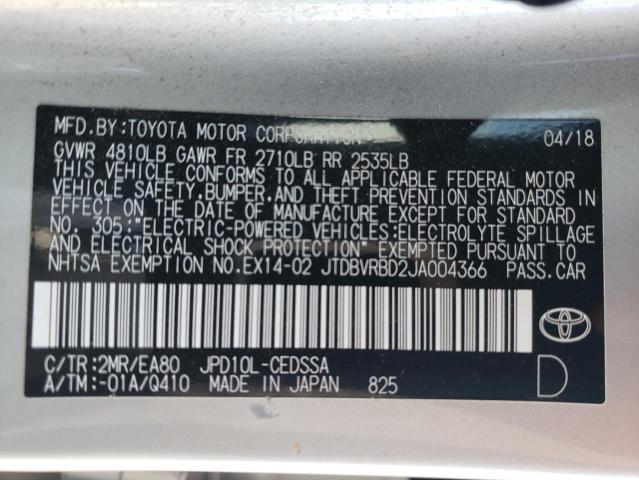 MFD. BY: TOYOTA MOTOR CORPORATION 04/18
GVWR 4810LB GAWR FR 2710LB RR 2535LB
THIS VEHICLE CONFORMS TO ALL APPLICABLE FEDERAL MOTOR
VEHICLE SAFETY, BUMPER, AND THEFT PREVENTION STANDARDS IN
EFFECT ON THE DATE OF MANUFACTURE EXCEPT FOR STANDARD
NO. 305: "ELECTRIC-POWERED VEHICLES: ELECTROLYTE SPILLAGE
AND ELECTRICAL SHOCK PROTECTION" EXEMPTED PURSUANT TO
NHTSA EXEMPTION NO. EX14-02 JTDBVRBD2JA004366 PASS. CAR
C/TR: 2MR/EA80 JPD10L-CEDSSA
A/TM: -01A/Q410 MADE IN JAPAN 825
TOYOTA
D